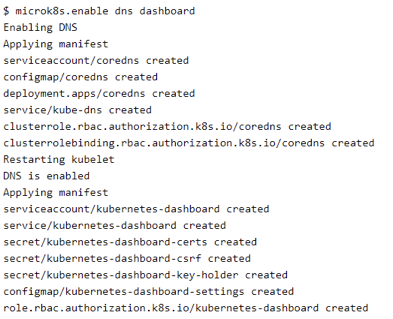 $ microk8s.enable dns dashboard
Enabling DNS
Applying manifest
serviceaccount/coredns created
configmap/coredns created
deployment.apps/coredns created
service/kube-dns created
clusterrole.rbac.authorization.k8s.io/coredns created
clusterrolebinding.rbac.authorization.k8s.io/coredns created
Restarting kubelet
DNS is enabled
Applying manifest
serviceaccount/kubernetes-dashboard created
service/kubernetes-dashboard created
secret/kubernetes-dashboard-certs created
secret/kubernetes-dashboard-csrf created
secret/kubernetes-dashboard-key-holder created
configmap/kubernetes-dashboard-settings created
role.rbac.authorization.k8s.io/kubernetes-dashboard created